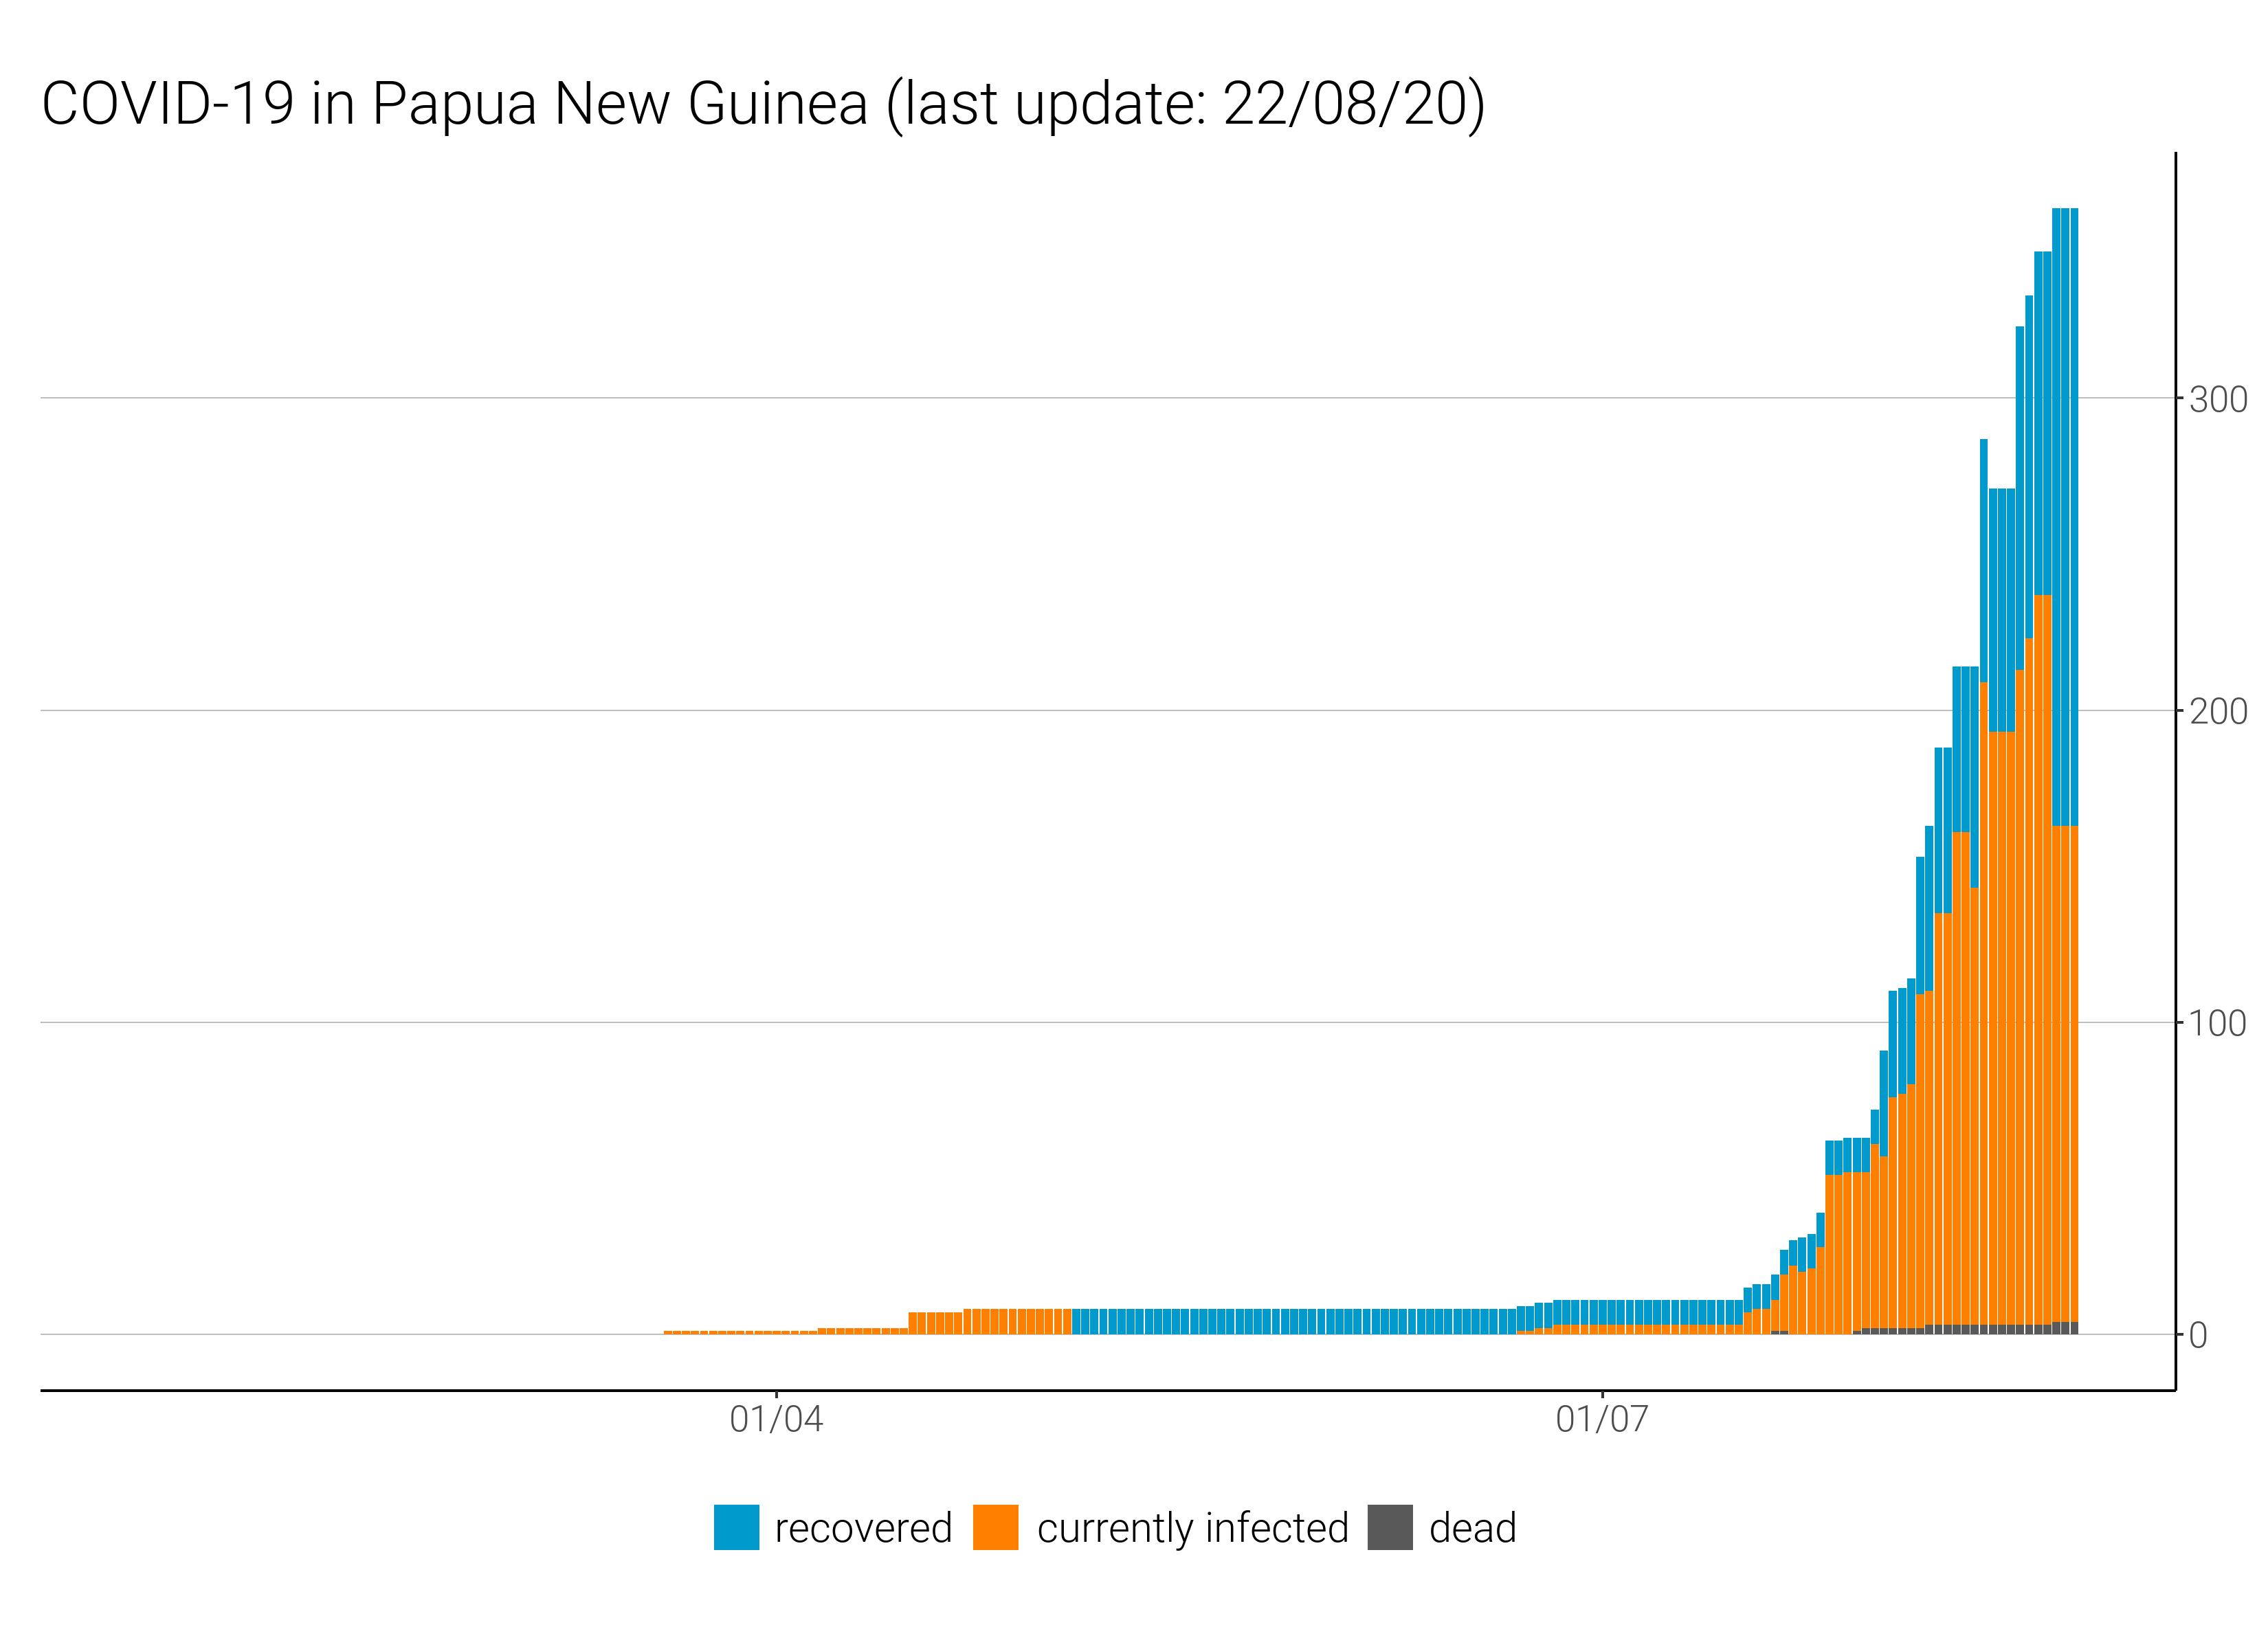 COVID-19 in Papua New Guinea (last update: 22/08/20)
300
200
100
0
01/04 01/07
recovered currently infected dead